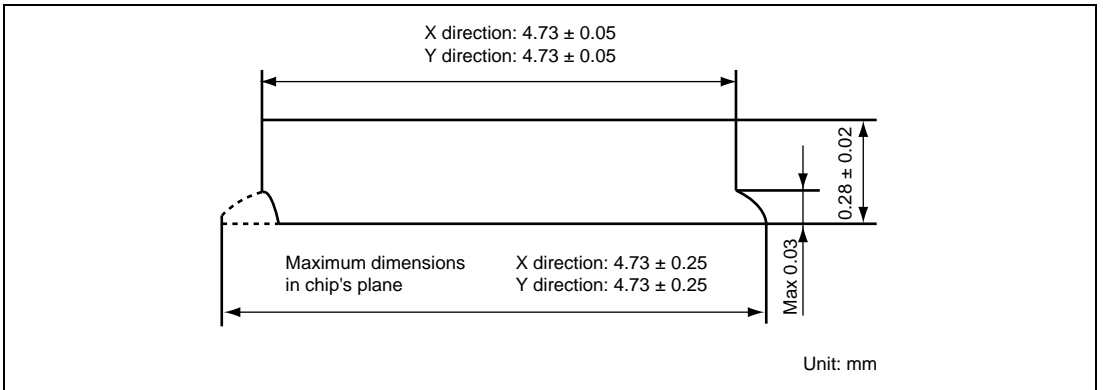 X direction: 4.73 ± 0.05
Y direction: 4.73 ± 0.05
0.28 ± 0.02
Max 0.03
Maximum dimensions
in chip's plane
X direction: 4.73 ± 0.25
Y direction: 4.73 ± 0.25
Unit: mm